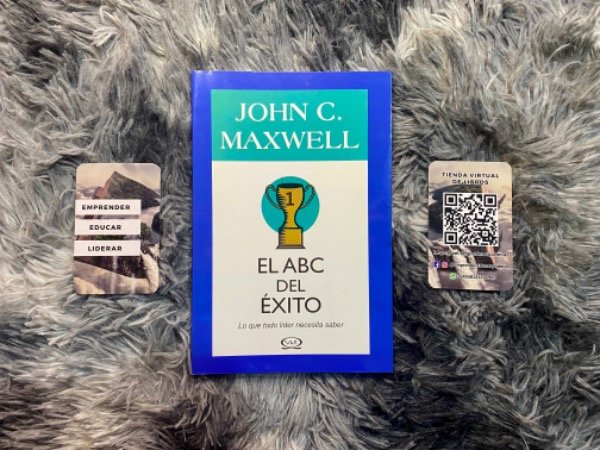 EMPRENDER
EDUCAR
LIDERAR
JOHN C.
MAXWELL
1
EL ABC
DEL
ÉXITO
Lo que todo líder necesita saber
V&R
TIENDA VIRTUAL
DE LIBROS